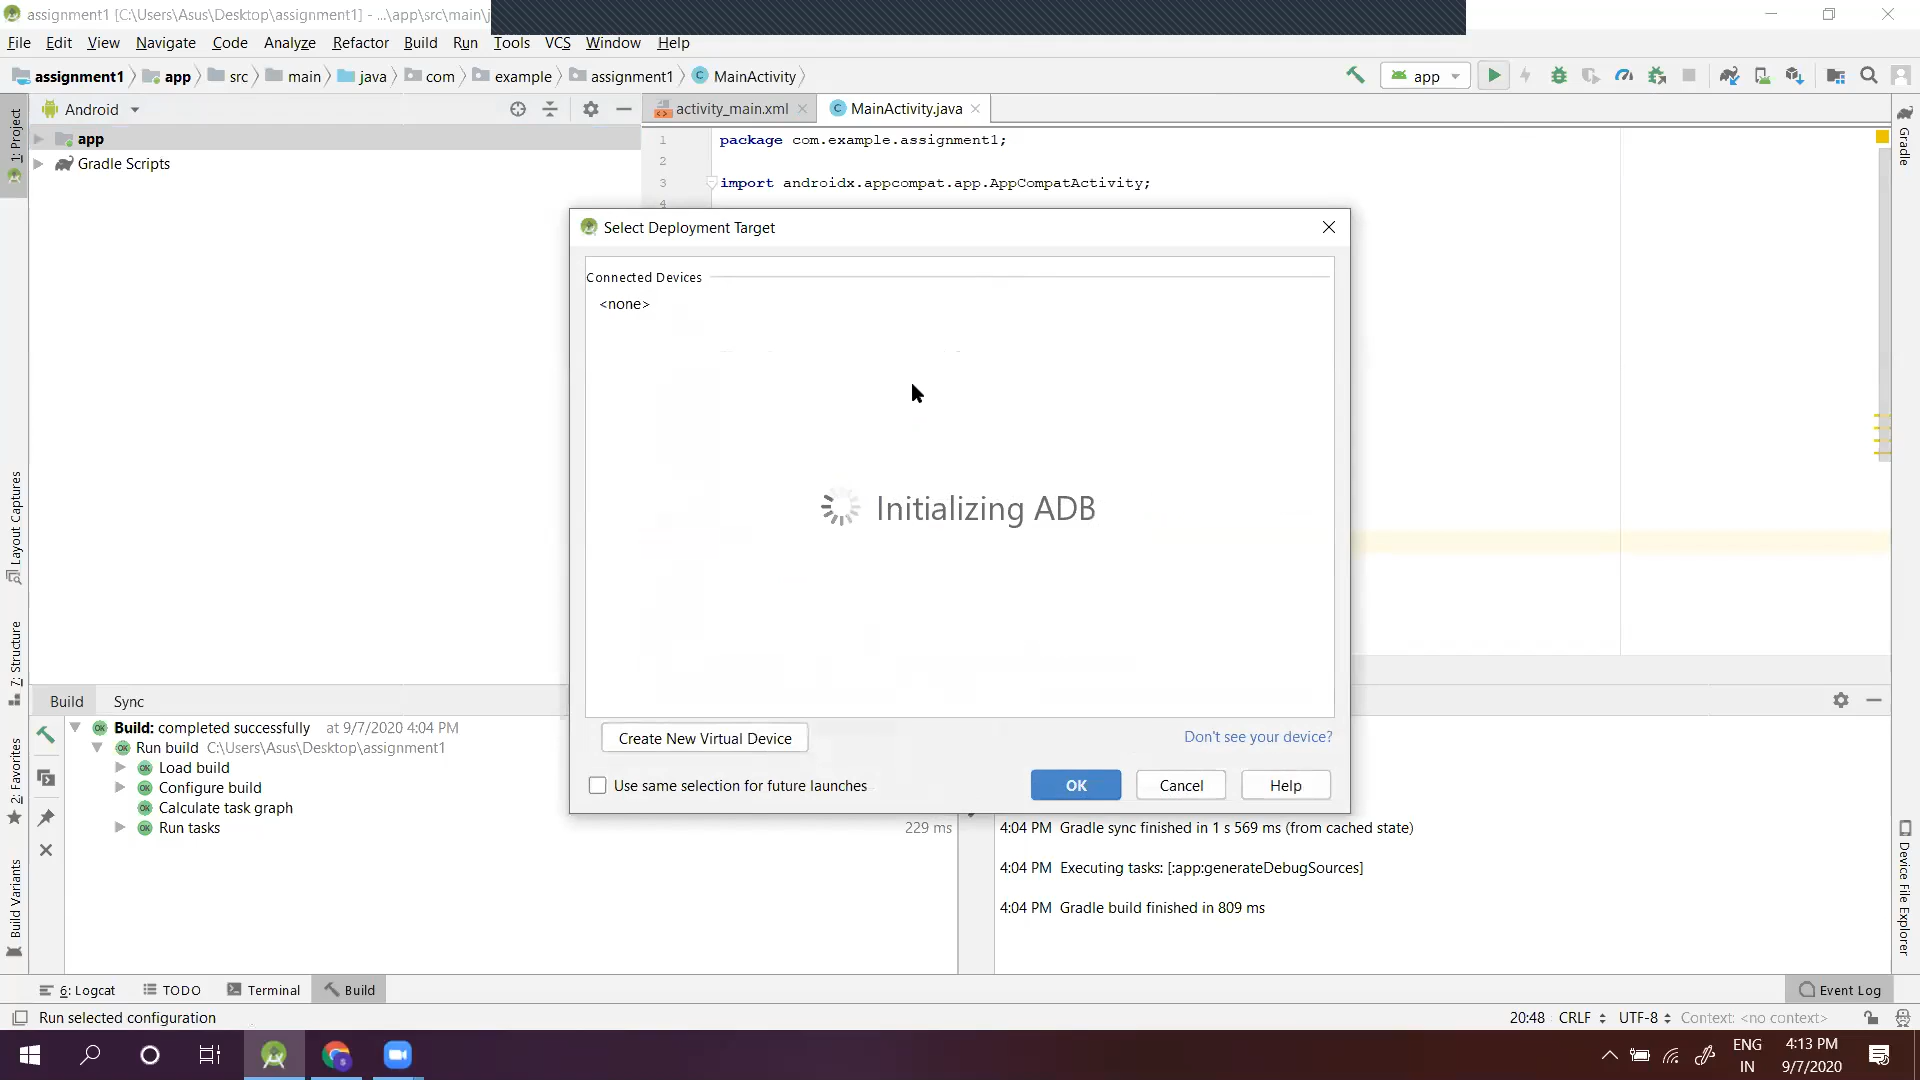 assignment1 [C:\Users\Asus\Desktop\assignment1] - ...\app\src\main\j
File Edit View Navigate Code Analyze Refactor Build Run Tools VCS Window Help
assignment1 app src main java com example assignment1 MainActivity
app
Android
activity_main.xml
MainActivity.java
1: Project
app
Gradle Scripts
1 package com.example.assignment1;
2
3 import androidx.appcompat.app.AppCompatActivity;
4
Gradle
Select Deployment Target
Connected Devices
<none>
Initializing ADB
Create New Virtual Device
Don't see your device?
Use same selection for future launches
OK Cancel Help
Layout Captures
7: Structure
2: Favorites
Build Variants
Device File Explorer
Build Sync
Build: completed successfully at 9/7/2020 4:04 PM
Run build C:\Users\Asus\Desktop\assignment1
Load build
Configure build
Calculate task graph
Run tasks
229 ms
4:04 PM Gradle sync finished in 1 s 569 ms (from cached state)
4:04 PM Executing tasks: [:app:generateDebugSources]
4:04 PM Gradle build finished in 809 ms
6: Logcat TODO Terminal Build
Event Log
Run selected configuration
20:48 CRLF UTF-8 Context: <no context>
ENG
IN
4:13 PM
9/7/2020